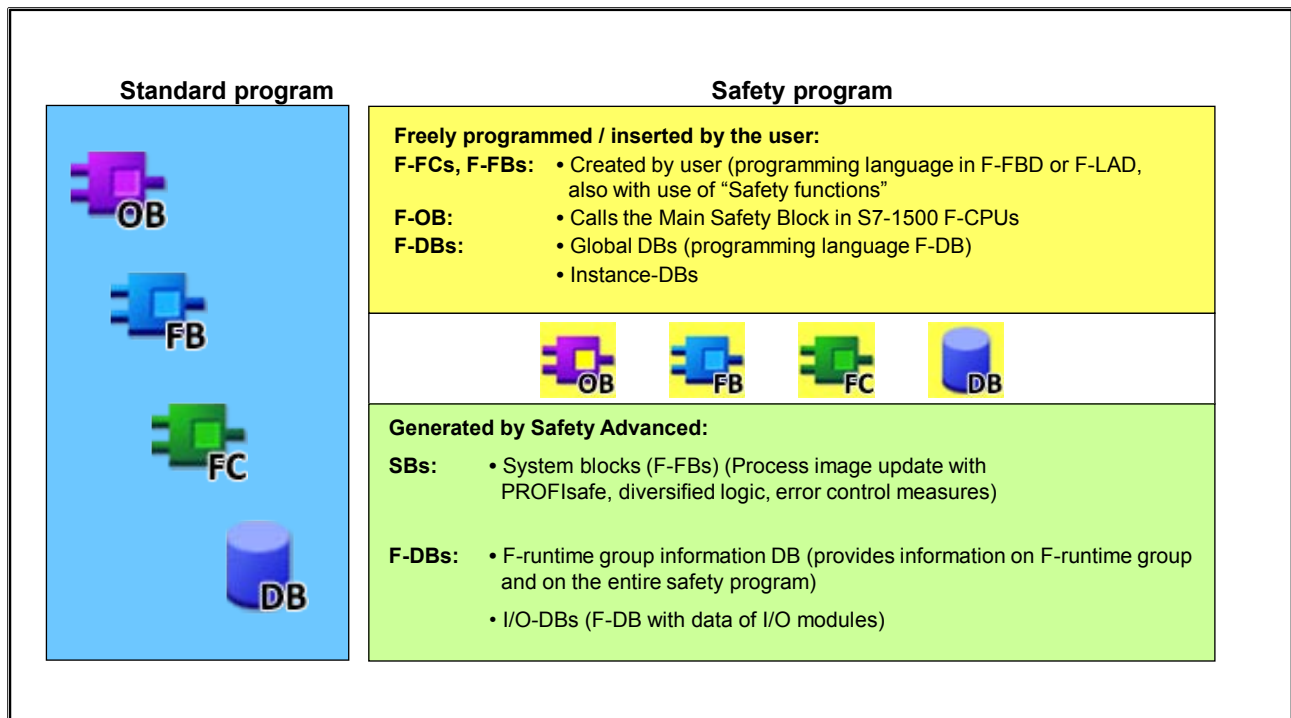 Standard program
Safety program
OB
FB
FC
DB
Freely programmed / inserted by the user:
F-FCs, F-FBs: • Created by user (programming language in F-FBD or F-LAD,
also with use of “Safety functions”
F-OB: • Calls the Main Safety Block in S7-1500 F-CPUs
F-DBs: • Global DBs (programming language F-DB)
• Instance-DBs
OB FB FC DB
Generated by Safety Advanced:
SBs: • System blocks (F-FBs) (Process image update with
PROFIsafe, diversified logic, error control measures)
F-DBs: • F-runtime group information DB (provides information on F-runtime group
and on the entire safety program)
• I/O-DBs (F-DB with data of I/O modules)